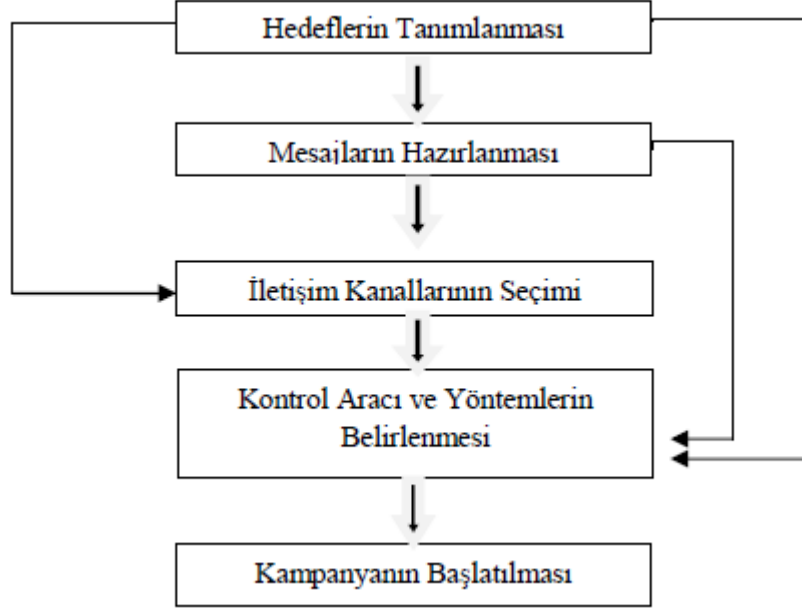 Hedeflerin Tanımlanması
Mesajların Hazırlanması
İletişim Kanallarının Seçimi
Kontrol Aracı ve Yöntemlerin
Belirlenmesi
Kampanyanın Başlatılması